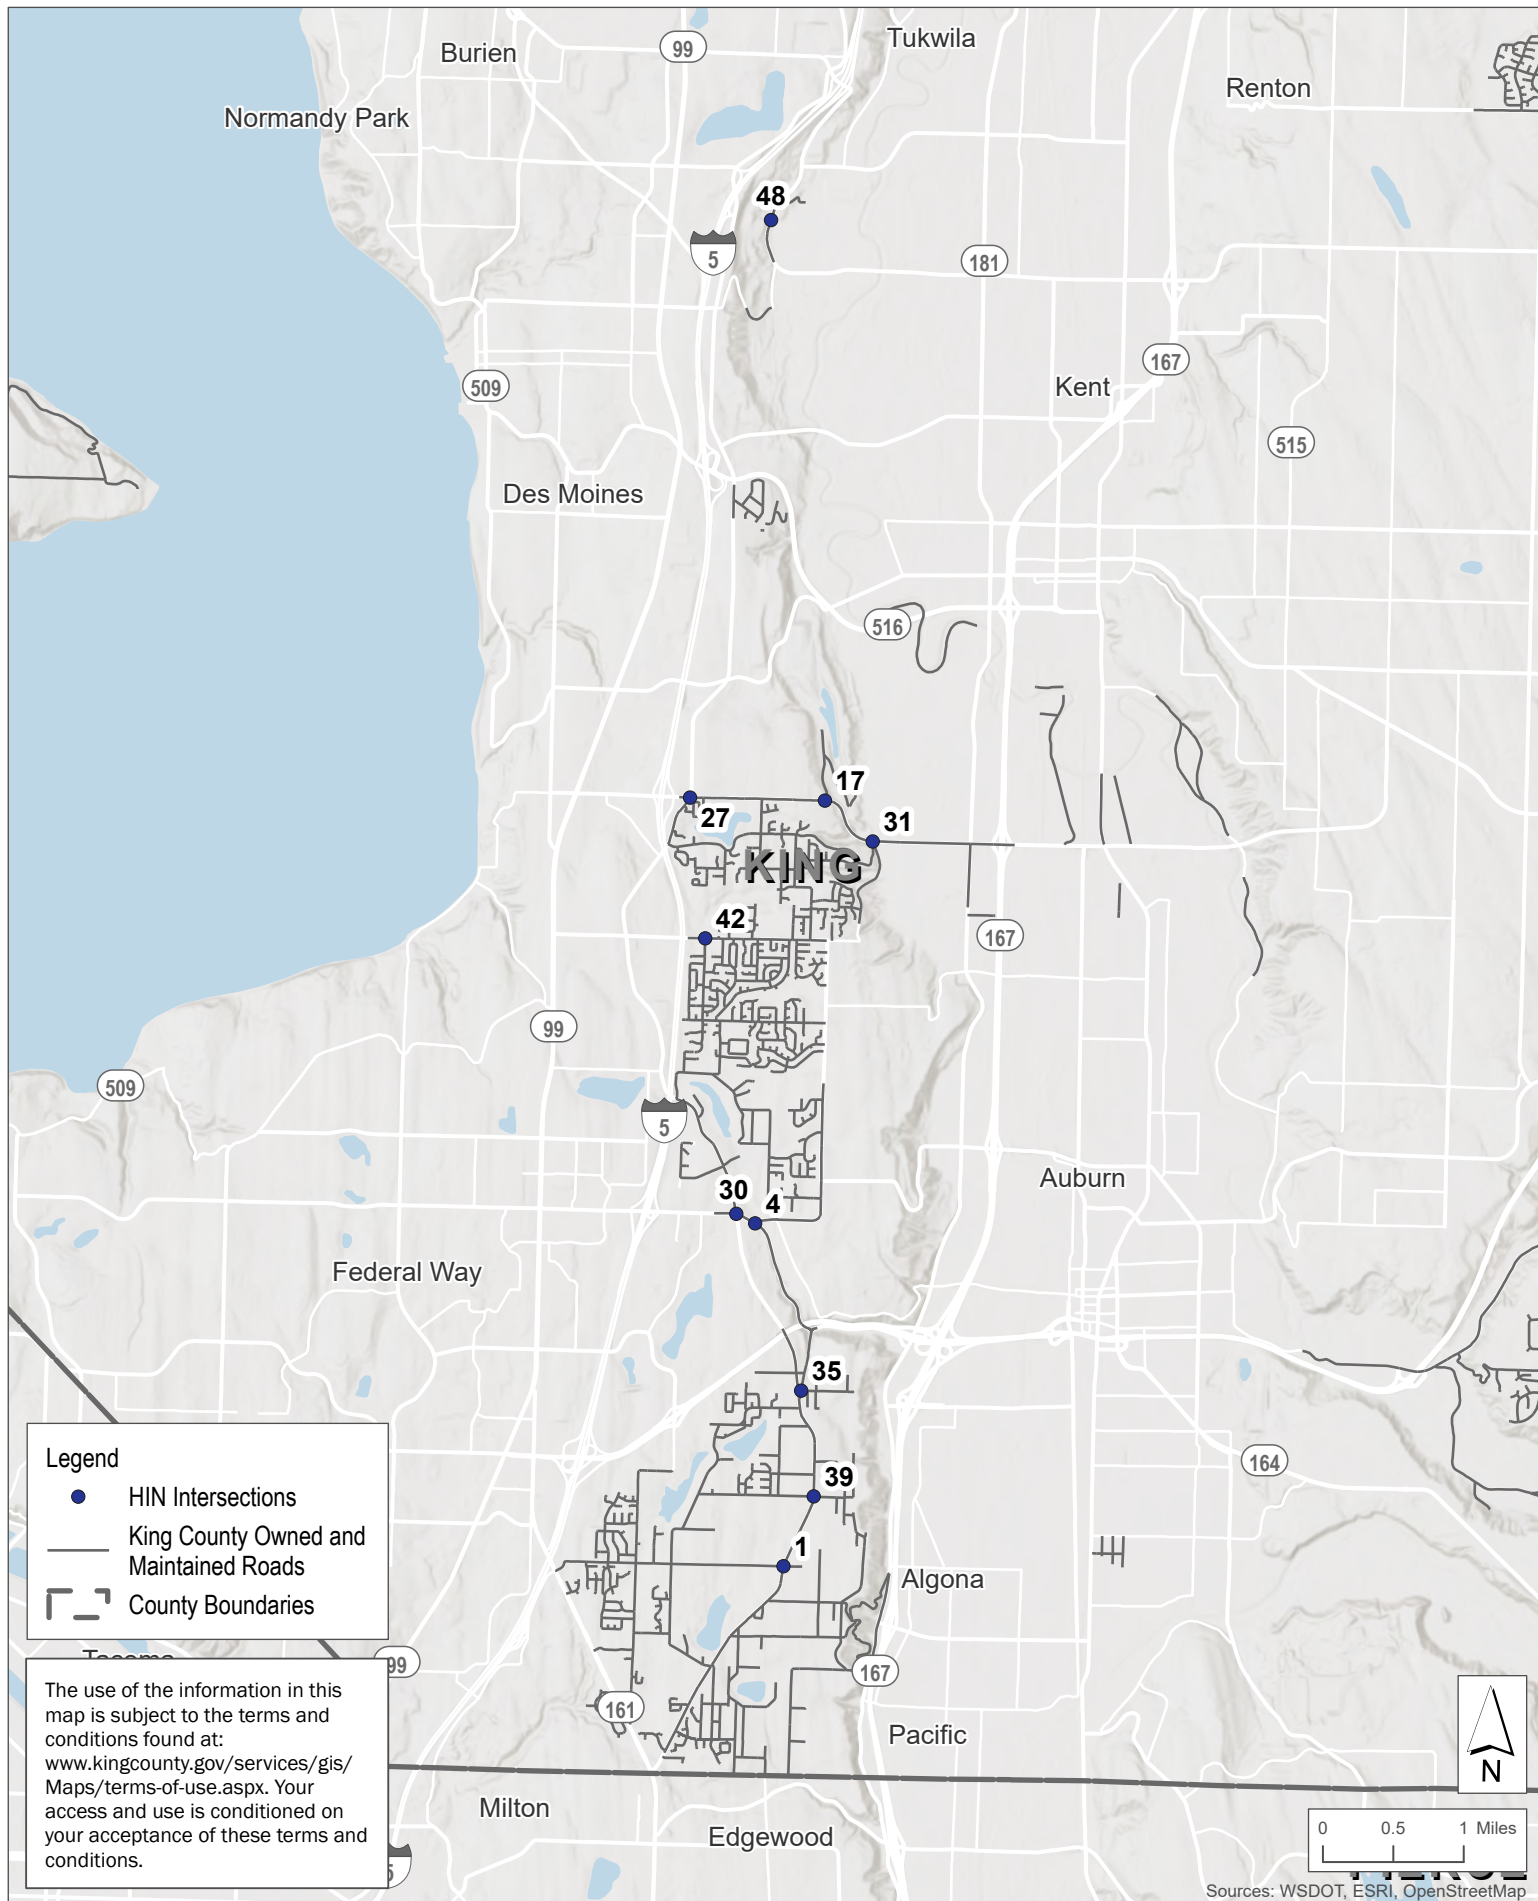 Burien
99
Tukwila
Renton
Normandy Park
48
5
181
167
Kent
509
515
Des Moines
516
17
27
31
KING
42
167
99
509
5
Auburn
30
4
Federal Way
35
164
39
1
Algona
Legend
HIN Intersections
King County Owned and
Maintained Roads
County Boundaries
Tacoma
99
167
161
Pacific
The use of the information in this
map is subject to the terms and
conditions found at:
www.kingcounty.gov/services/gis/
Maps/terms-of-use.aspx. Your
access and use is conditioned on
your acceptance of these terms and
conditions.
N
Milton
Edgewood
0 0.5 1 Miles
5
PIERCE
Sources: WSDOT, ESRI, OpenStreetMap